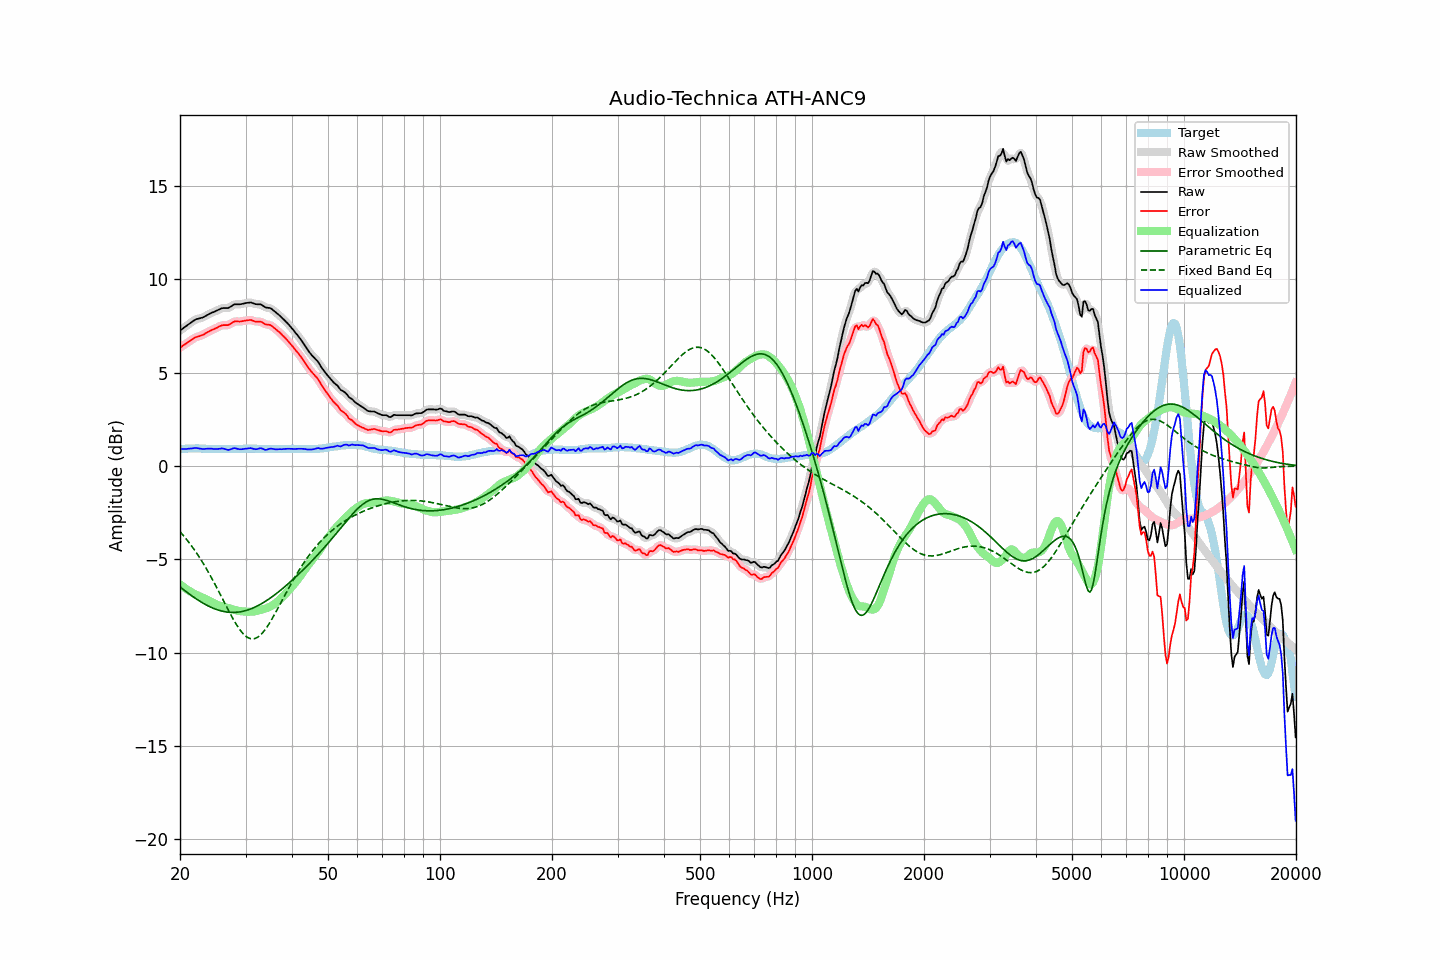 Audio-Technica ATH-ANC9
Target
Raw Smoothed
Error Smoothed
Raw
Error
Equalization
Parametric Eq
Fixed Band Eq
Equalized
Amplitude (dBr)
15
10
5
0
−5
−10
−15
−20
20 50 100 200 500 1000 2000 5000 10000 20000
Frequency (Hz)